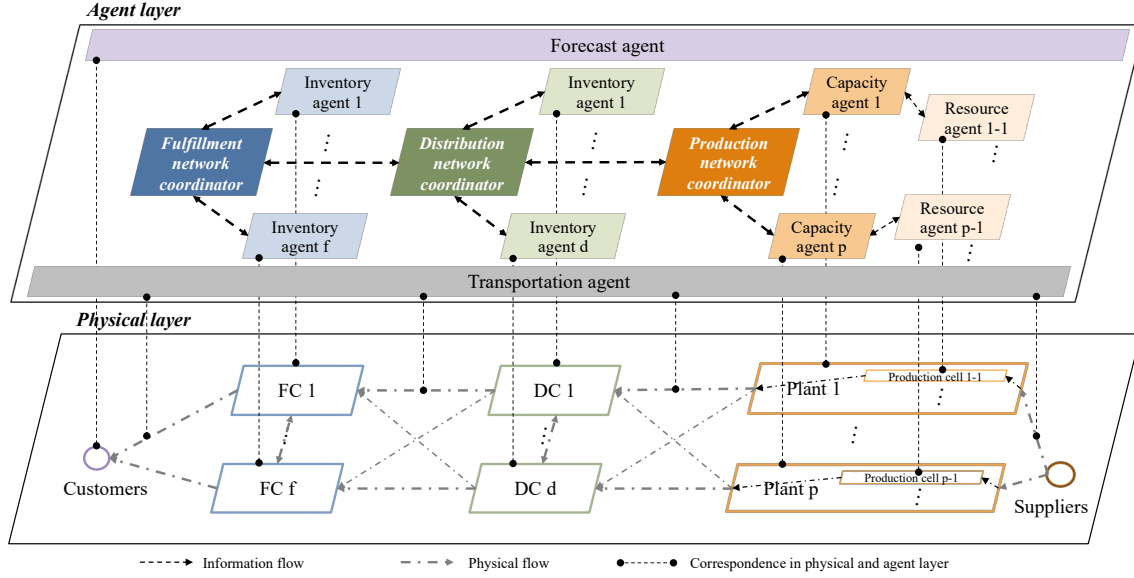 Agent layer
Forecast agent
Inventory
agent 1
Inventory
agent 1
Capacity
agent 1
Resource
agent 1-1
Fulfillment
network
coordinator
Distribution
network
coordinator
Production
network
coordinator
Inventory
agent f
Inventory
agent d
Capacity
agent p
Resource
agent p-1
Transportation agent
Physical layer
FC 1
DC 1
Plant 1
Production cell 1-1
Customers
FC f
DC d
Plant p
Production cell p-1
Suppliers
Information flow
Physical flow
Correspondence in physical and agent layer